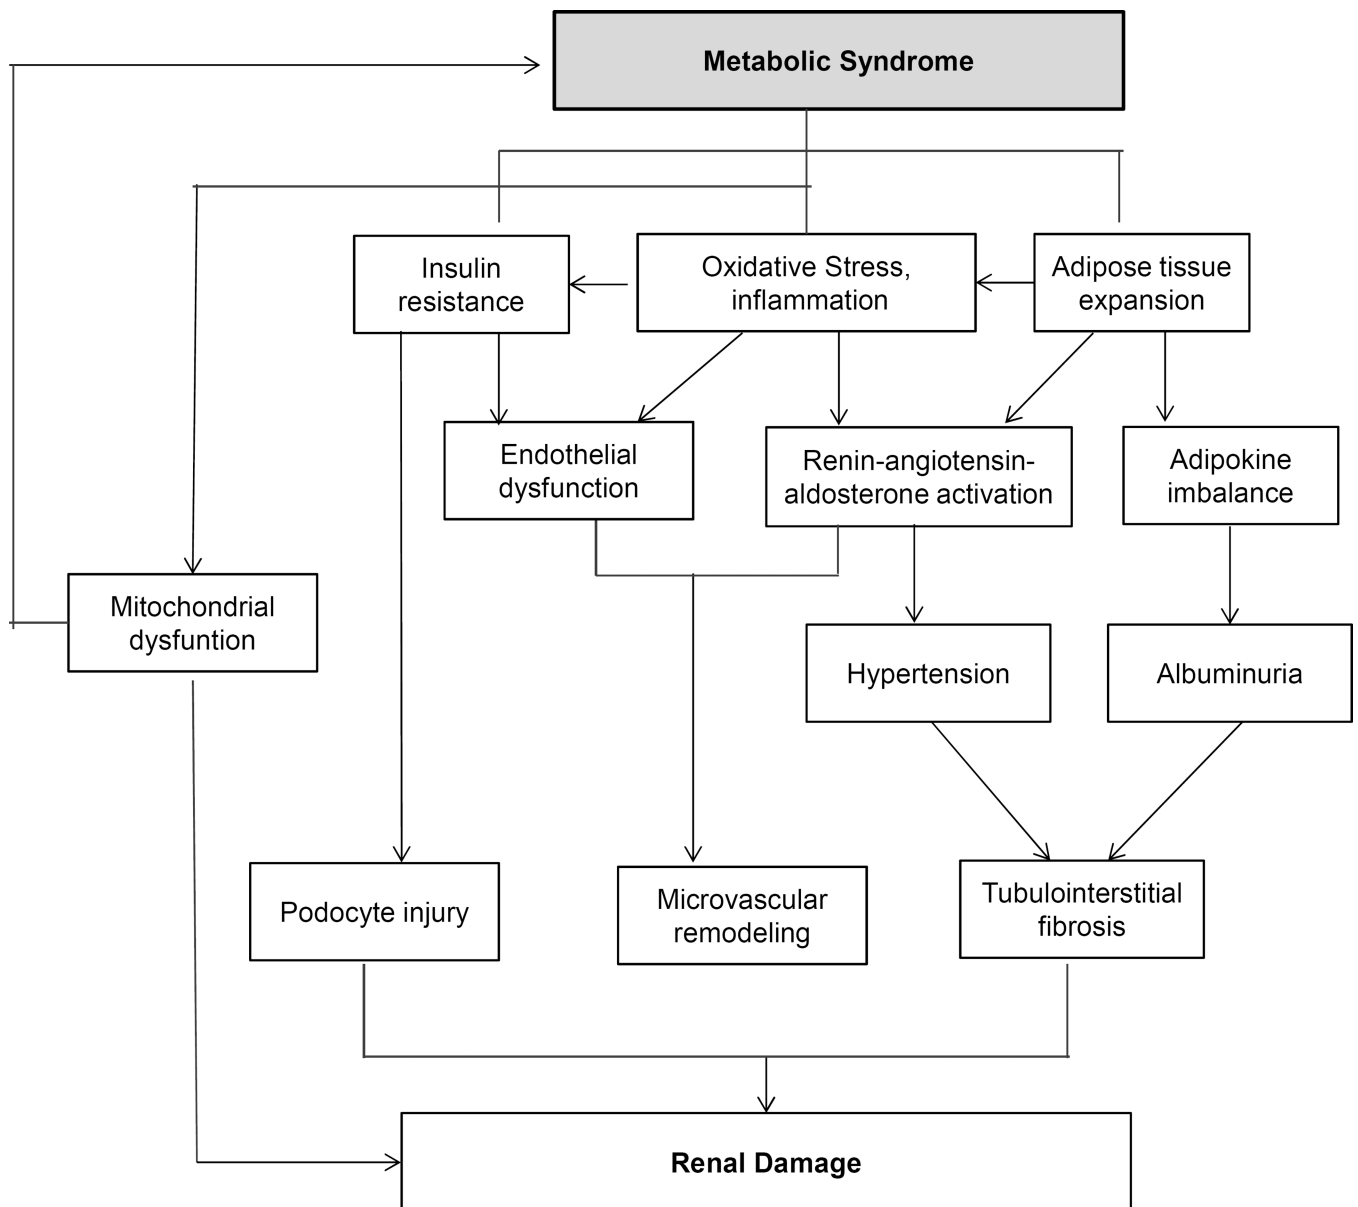 Metabolic Syndrome
Insulin
resistance
Oxidative Stress,
inflammation
Adipose tissue
expansion
Endothelial
dysfunction
Renin-angiotensin-
aldosterone activation
Adipokine
imbalance
Mitochondrial
dysfuntion
Hypertension
Albuminuria
Podocyte injury
Microvascular
remodeling
Tubulointerstitial
fibrosis
Renal Damage